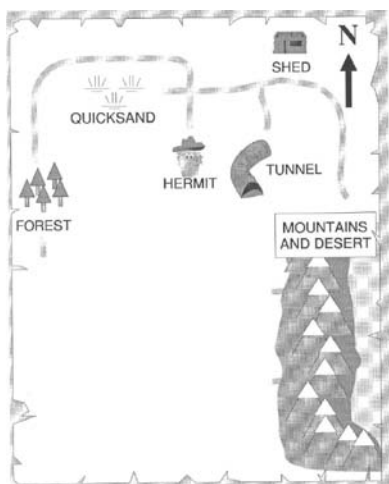 N
SHED
QUICKSAND
HERMIT
TUNNEL
FOREST
MOUNTAINS
AND DESERT